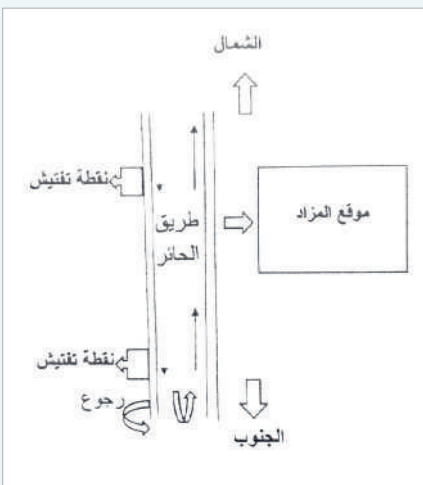 الشمال
نقطة تفتيش
موقع المزاد
طريق
الحائر
نقطة تفتيش
رجوع
الجنوب